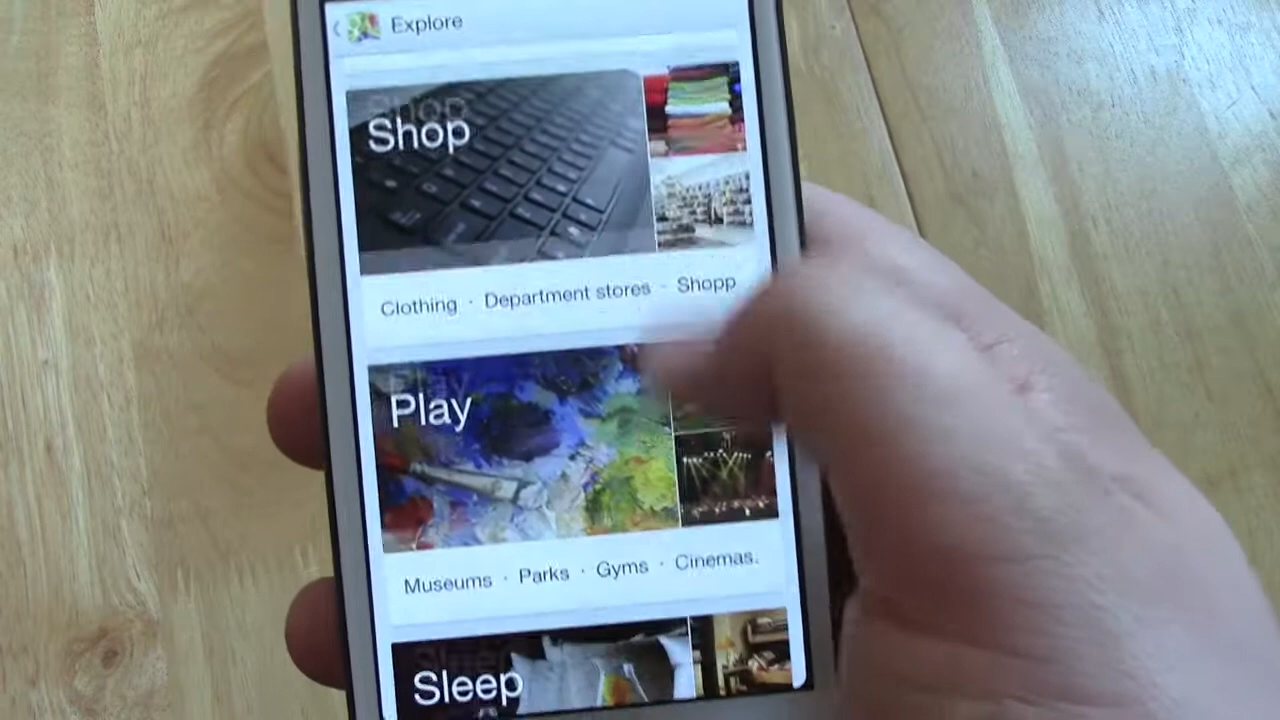 Explore
Shop
Clothing · Department stores · Shopp
Play
Museums · Parks · Gyms · Cinemas.
Sleep